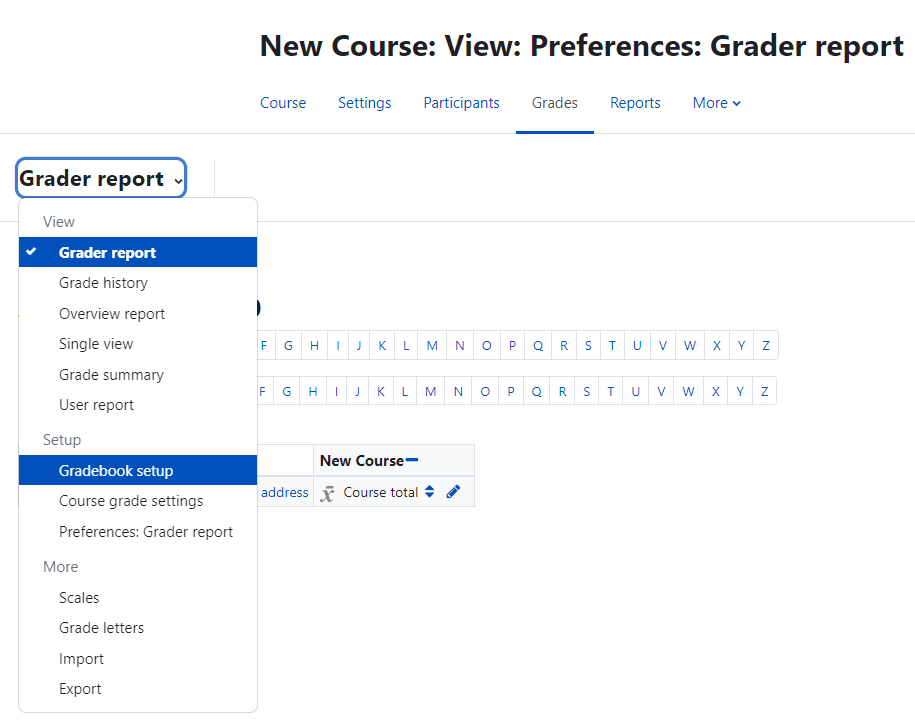 New Course: View: Preferences: Grader report
Course Settings Participants Grades Reports More
Grader report
View
Grader report
Grade history
Overview report
Single view
F G H I J K L M N O P Q R S T U V W X Y Z
Grade summary
F G H I J K L M N O P Q R S T U V W X Y Z
User report
Setup
New Course
Gradebook setup
address x̄ Course total
Course grade settings
Preferences: Grader report
More
Scales
Grade letters
Import
Export